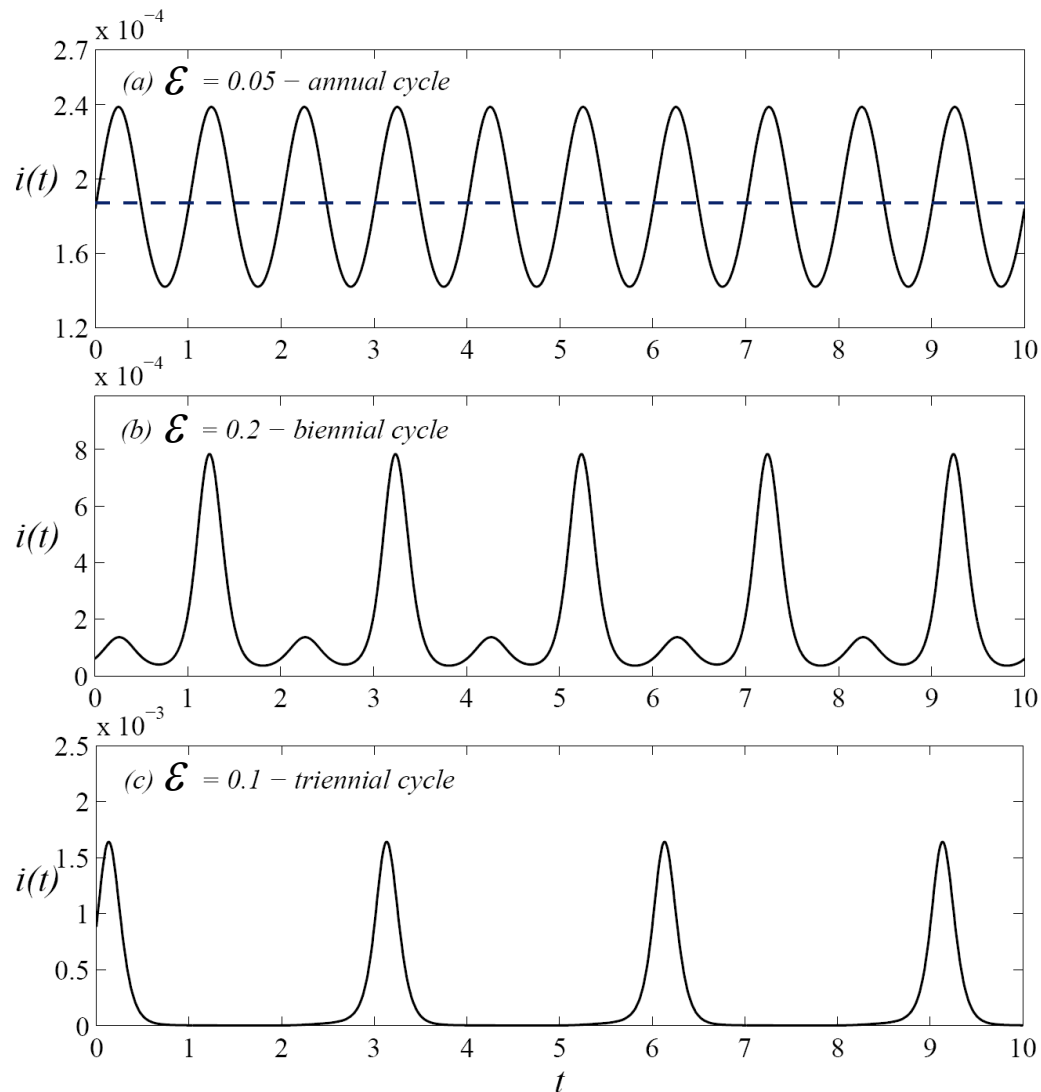 x 10⁻⁴
2.7
(a) ℰ = 0.05 − annual cycle
2.4
i(t)
2
1.6
1.2
0 1 2 3 4 5 6 7 8 9 10
x 10⁻⁴
(b) ℰ = 0.2 − biennial cycle
8
6
i(t)
4
2
0
0 1 2 3 4 5 6 7 8 9 10
x 10⁻³
2.5
(c) ℰ = 0.1 − triennial cycle
2
1.5
i(t)
1
0.5
0
0 1 2 3 4 5 6 7 8 9 10
t